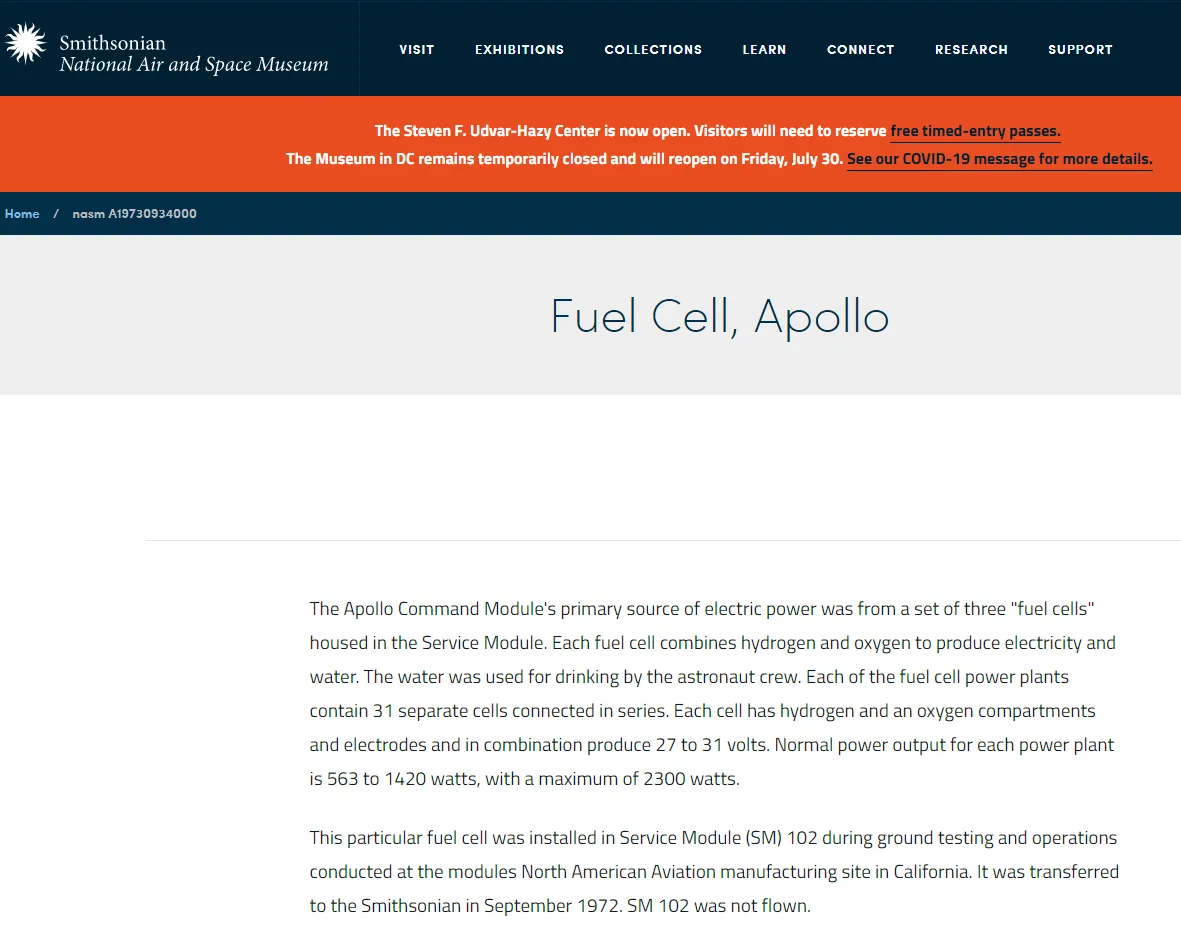 Smithsonian
National Air and Space Museum
VISIT EXHIBITIONS COLLECTIONS LEARN CONNECT RESEARCH SUPPORT
The Steven F. Udvar-Hazy Center is now open. Visitors will need to reserve free timed-entry passes.
The Museum in DC remains temporarily closed and will reopen on Friday, July 30. See our COVID-19 message for more details.
Home / nasm A19730934000
Fuel Cell, Apollo
The Apollo Command Module's primary source of electric power was from a set of three "fuel cells"
housed in the Service Module. Each fuel cell combines hydrogen and oxygen to produce electricity and
water. The water was used for drinking by the astronaut crew. Each of the fuel cell power plants
contain 31 separate cells connected in series. Each cell has hydrogen and an oxygen compartments
and electrodes and in combination produce 27 to 31 volts. Normal power output for each power plant
is 563 to 1420 watts, with a maximum of 2300 watts.
This particular fuel cell was installed in Service Module (SM) 102 during ground testing and operations
conducted at the modules North American Aviation manufacturing site in California. It was transferred
to the Smithsonian in September 1972. SM 102 was not flown.